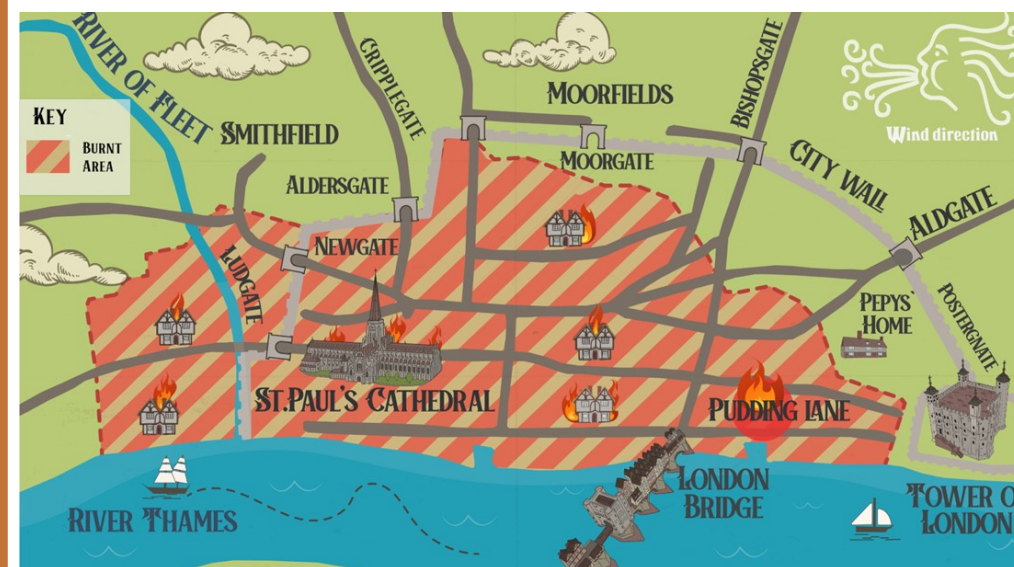 RIVER OF FLEET
KEY
BURNT
AREA
SMITHFIELD
CRIPPLEGATE
MOORFIELDS
BISHOPSGATE
Wind direction
MOORGATE
CITY WALL
ALDERSGATE
ALDGATE
NEWGATE
LUDGATE
POSTERGNATE
PEPYS
HOME
ST.PAUL'S CATHEDRAL
PUDDING LANE
LONDON
BRIDGE
RIVER THAMES
TOWER O
LONDON